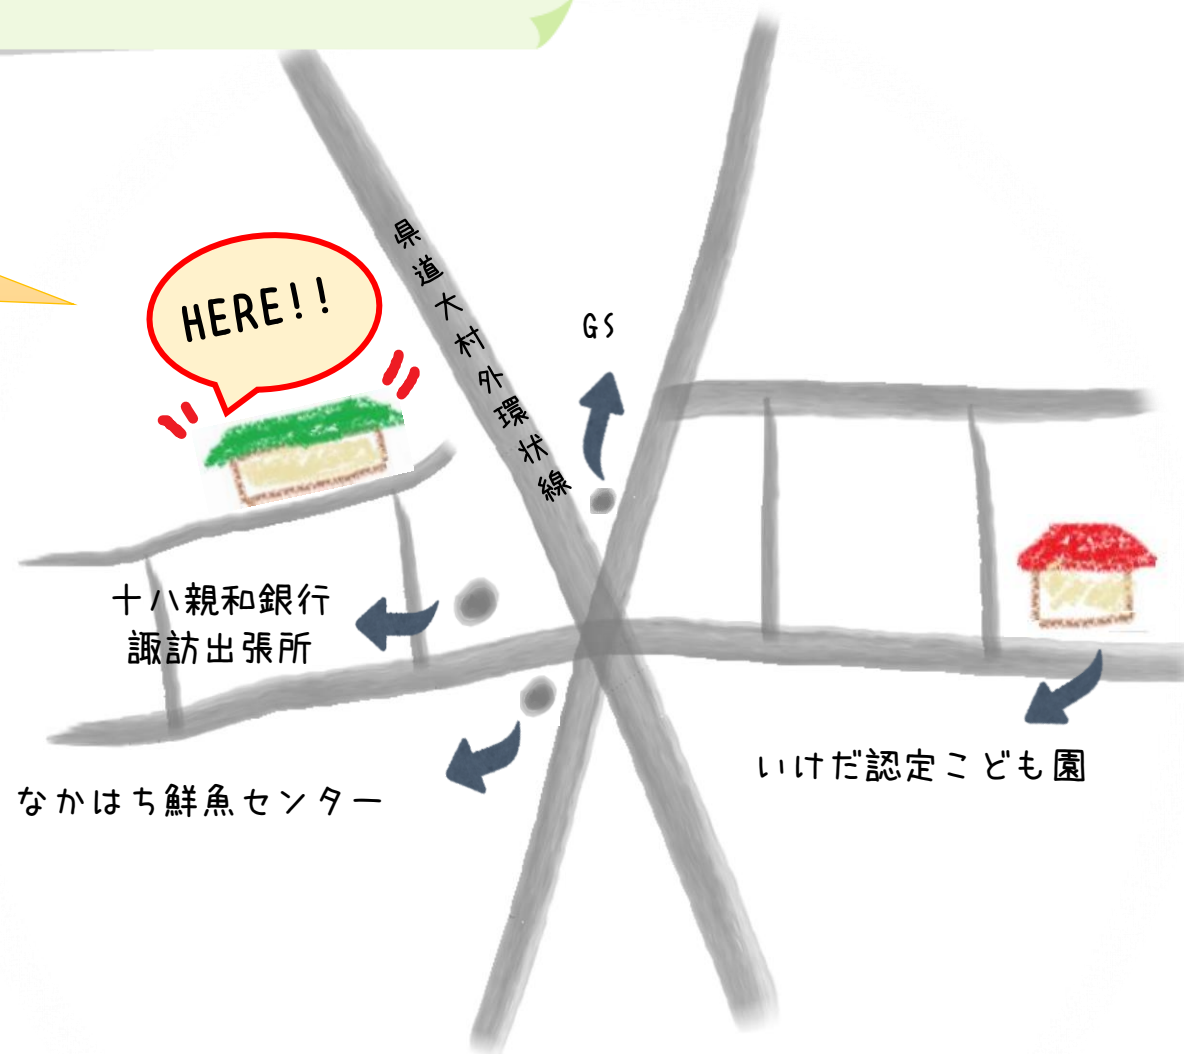 県道大村外環状線
HERE!!
GS
十八親和銀行
諏訪出張所
いけだ認定こども園
なかはち鮮魚センター